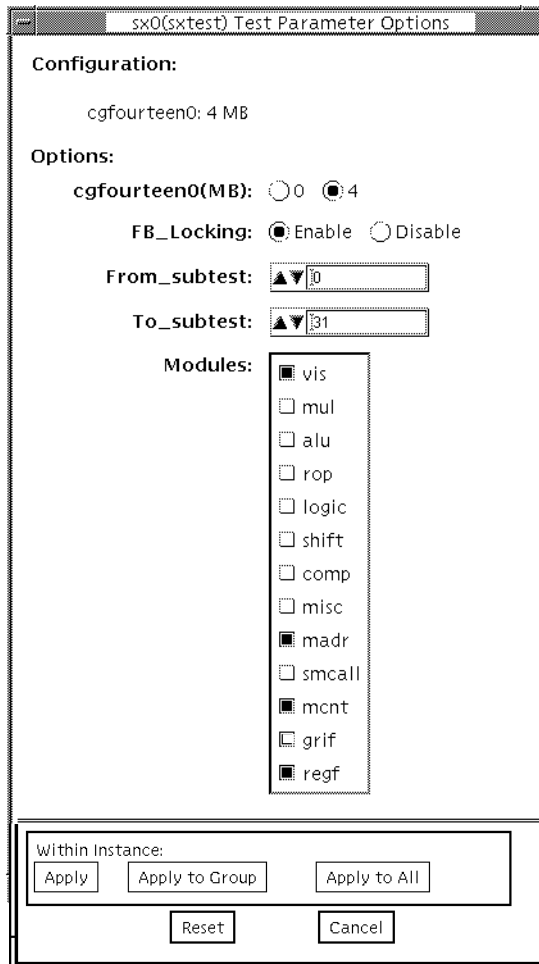 sx0(sxtest) Test Parameter Options
Configuration:
cgfourteen0: 4 MB
Options:
cgfourteen0(MB): 0 4
FB_Locking: Enable Disable
From_subtest: 0
To_subtest: 31
Modules:
vis
mul
alu
rop
logic
shift
comp
misc
madr
smcall
mcnt
grif
regf
Within Instance:
Apply Apply to Group Apply to All
Reset Cancel